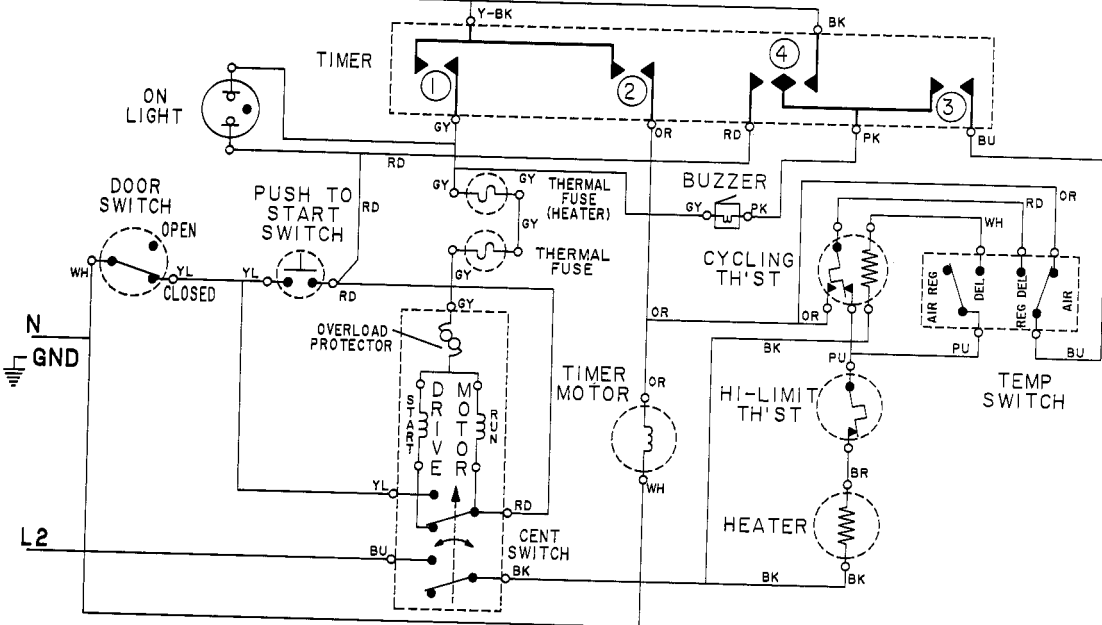 Y-BK
BK
TIMER
1
2
4
3
ON
LIGHT
GY
OR
RD
PK
BU
RD
DOOR
SWITCH
OPEN
PUSH TO
START
SWITCH
RD
GY
GY
THERMAL
FUSE
(HEATER)
GY
THERMAL
FUSE
GY
BUZZER
GY
PK
OR
RD
WH
CYCLING
TH'ST
WH
YL
CLOSED
YL
RD
GY
AIR REG
DEL
REG DEL
AIR
N
GND
OVERLOAD
PROTECTOR
OR
OR
BK
PU
PU
BU
TIMER
MOTOR
OR
HI-LIMIT
TH'ST
TEMP
SWITCH
START
DRIVE
MOTOR
RUN
YL
RD
WH
BR
HEATER
L2
BU
CENT
SWITCH
BK
BK
BK